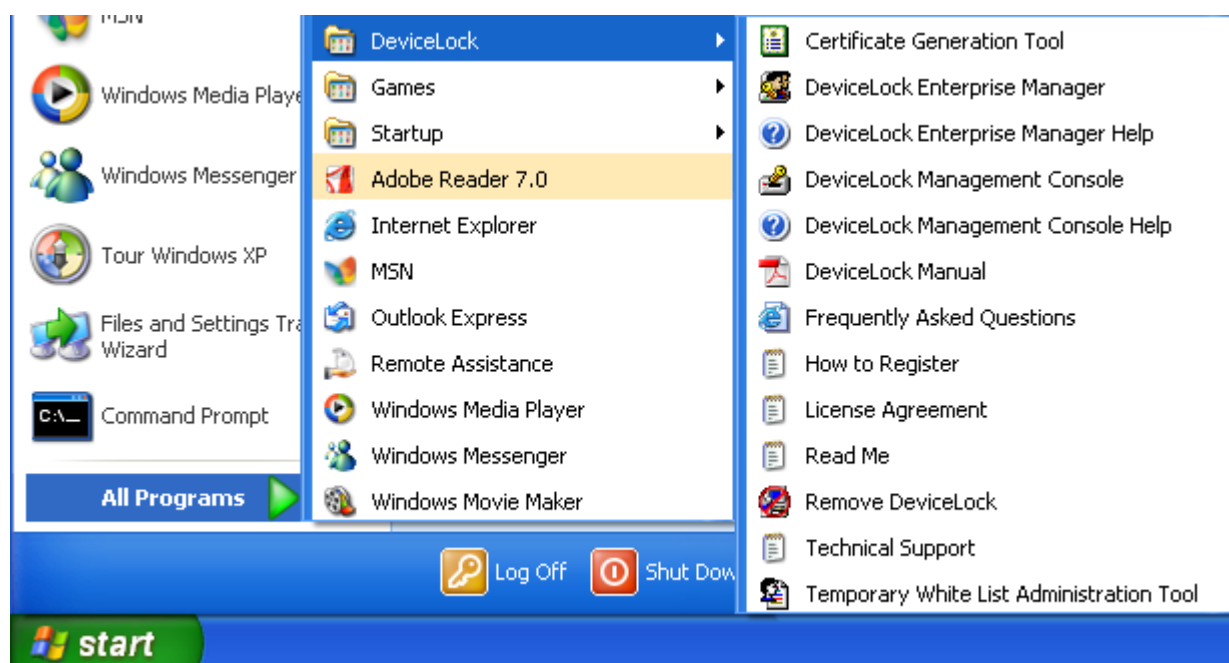 MSN
Windows Media Playe
Windows Messenger
Tour Windows XP
Files and Settings Tra
Wizard
C:\_
Command Prompt
All Programs
DeviceLock
Games
Startup
Adobe Reader 7.0
Internet Explorer
MSN
Outlook Express
Remote Assistance
Windows Media Player
Windows Messenger
Windows Movie Maker
Certificate Generation Tool
DeviceLock Enterprise Manager
DeviceLock Enterprise Manager Help
DeviceLock Management Console
DeviceLock Management Console Help
DeviceLock Manual
Frequently Asked Questions
How to Register
License Agreement
Read Me
Remove DeviceLock
Technical Support
Temporary White List Administration Tool
Log Off
Shut Dow
start